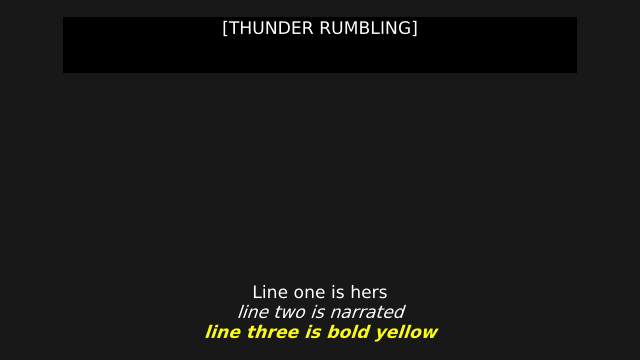 [THUNDER RUMBLING]
Line one is hers
line two is narrated
line three is bold yellow